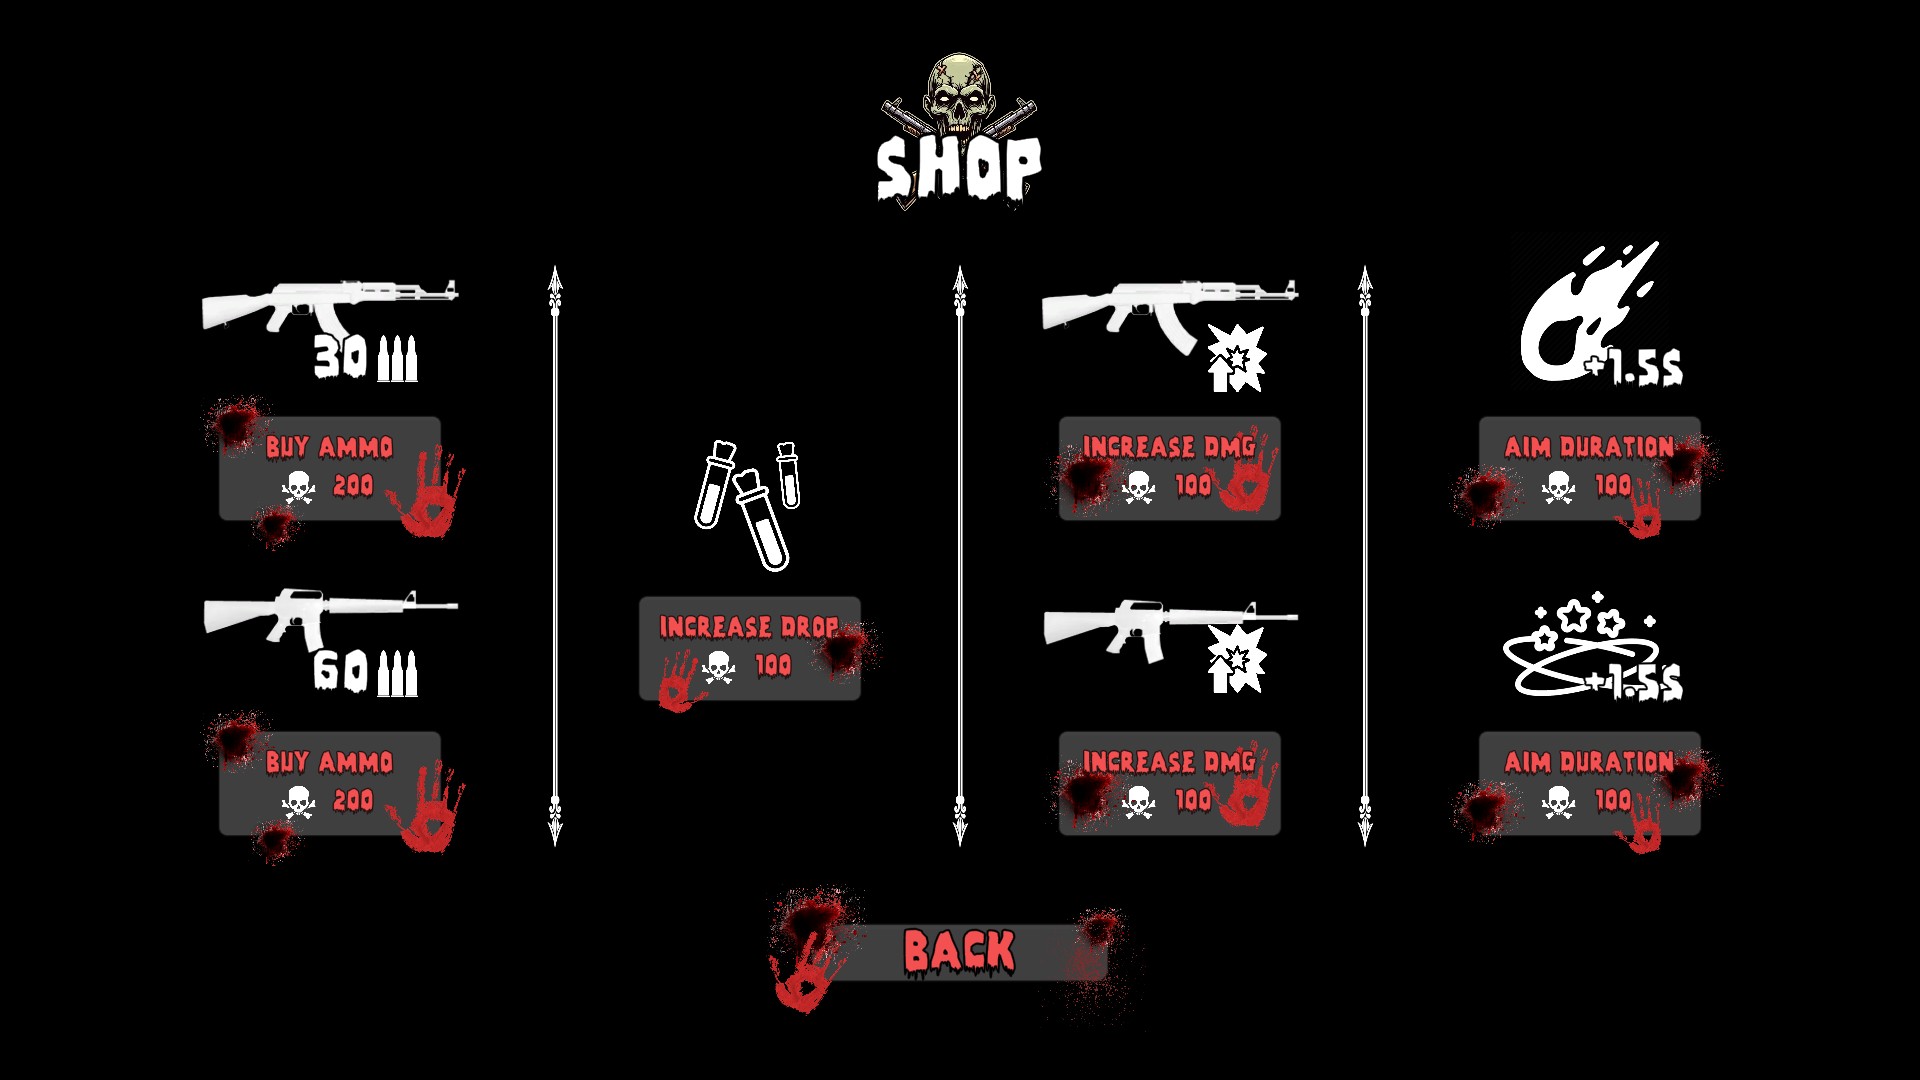 SHOP
30
BUY AMMO
200
60
BUY AMMO
200
INCREASE DROP
100
INCREASE DMG
100
INCREASE DMG
100
+1.5S
AIM DURATION
100
+1.5S
AIM DURATION
100
BACK